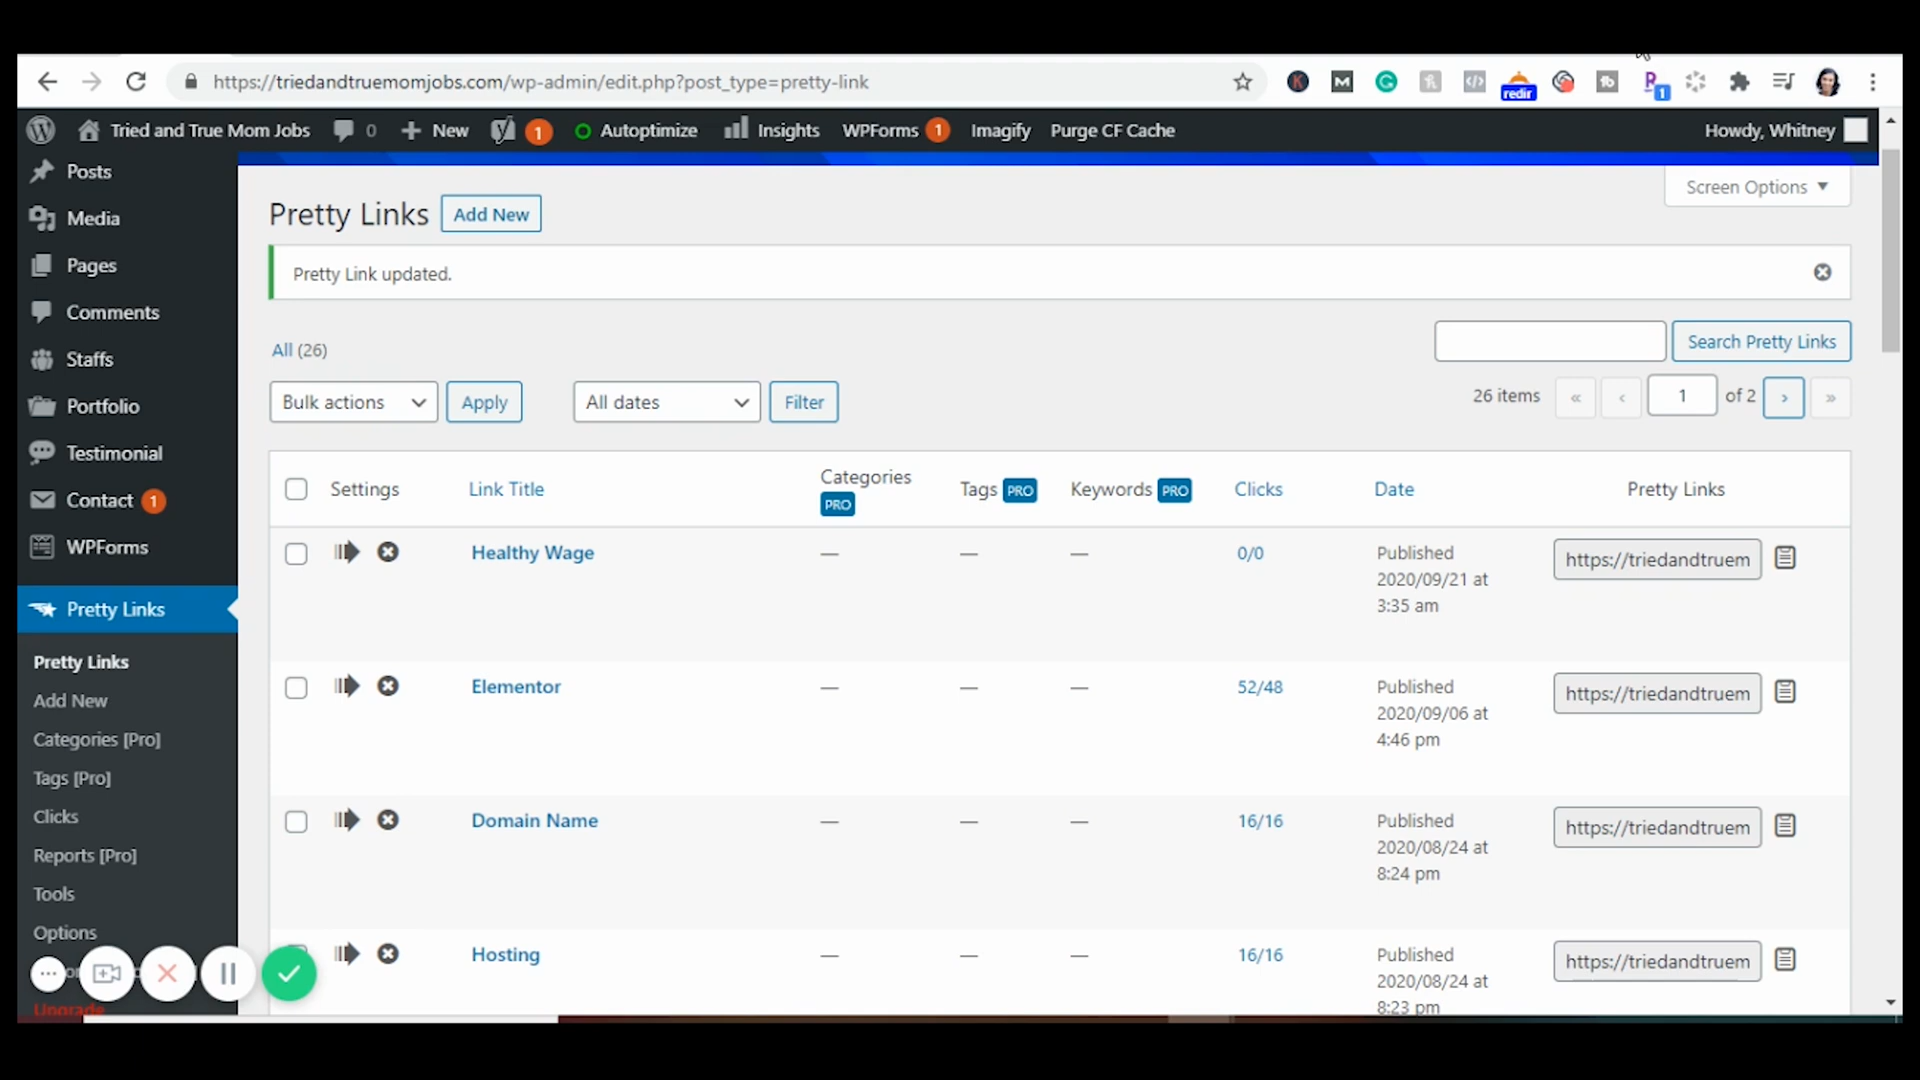 https://triedandtruemomjobs.com/wp-admin/edit.php?post_type=pretty-link
redir
1
Tried and True Mom Jobs
0
New
1
Autoptimize
Insights
WPForms
1
Imagify
Purge CF Cache
Howdy, Whitney
Posts
Media
Pages
Comments
Staffs
Portfolio
Testimonial
Contact
1
WPForms
Pretty Links
Pretty Links
Add New
Categories [Pro]
Tags [Pro]
Clicks
Reports [Pro]
Tools
Options
Upgrade
Screen Options
Pretty Links
Add New
Pretty Link updated.
All (26)
Search Pretty Links
Bulk actions
Apply
All dates
Filter
26 items
«
‹
1
of 2
›
»
Settings
Link Title
Categories
PRO
Tags PRO
Keywords PRO
Clicks
Date
Pretty Links
Healthy Wage
—
—
—
0/0
Published
2020/09/21 at
3:35 am
https://triedandtruem
Elementor
—
—
—
52/48
Published
2020/09/06 at
4:46 pm
https://triedandtruem
Domain Name
—
—
—
16/16
Published
2020/08/24 at
8:24 pm
https://triedandtruem
Hosting
—
—
—
16/16
Published
2020/08/24 at
8:23 pm
https://triedandtruem